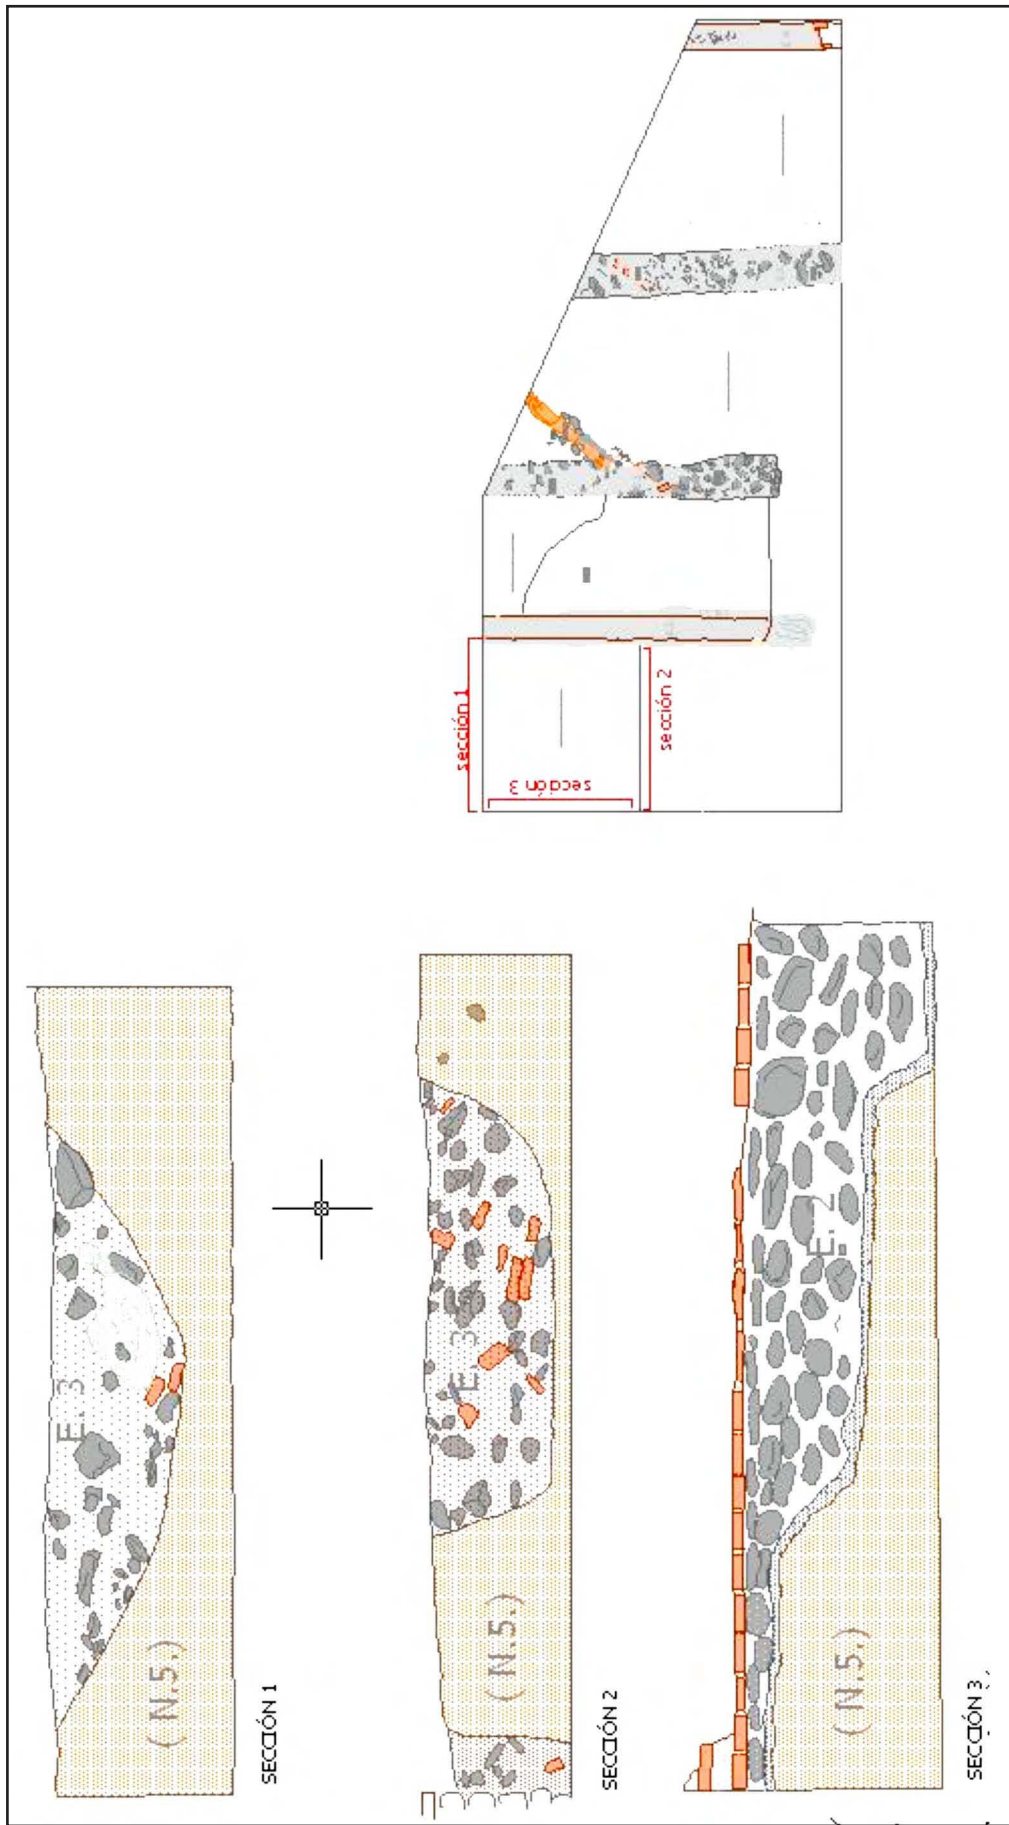 sección 1
sección 2
sección 3
E. 3
(N.5.)
SECCIÓN 1
E. 3
(N.5.)
SECCIÓN 2
E. 2
(N.5.)
SECCIÓN 3